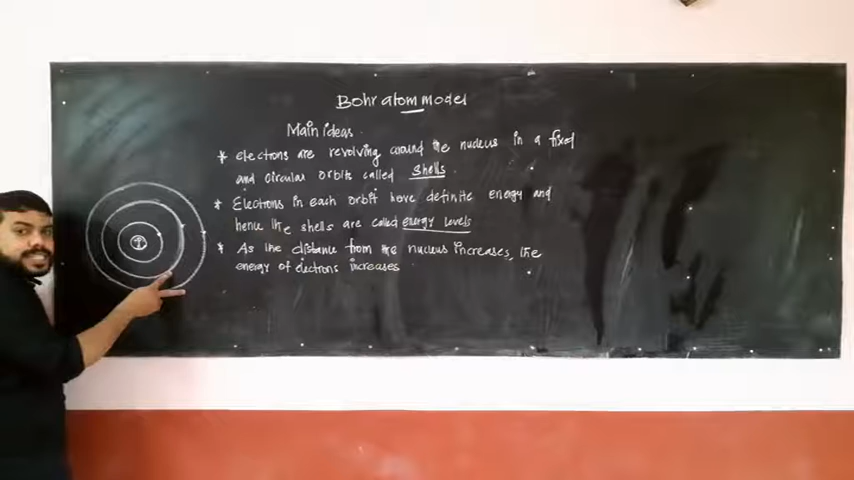 Bohr atom model
Main ideas
* electrons are revolving around the nucleus in a fixed
and circular orbits called shells
* Electrons in each orbit have definite energy and
hence the shells are called energy levels
* As the distance from the nucleus increases, the
energy of electrons increases